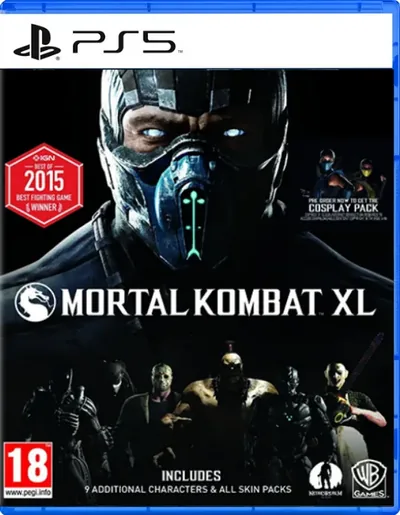 PS5
IGN
BEST OF
2015
BEST FIGHTING GAME
WINNER
PRE-ORDER NOW TO GET THE
COSPLAY PACK
MORTAL KOMBAT XL
INCLUDES
9 ADDITIONAL CHARACTERS & ALL SKIN PACKS
18
www.pegi.info
WB
GAMES